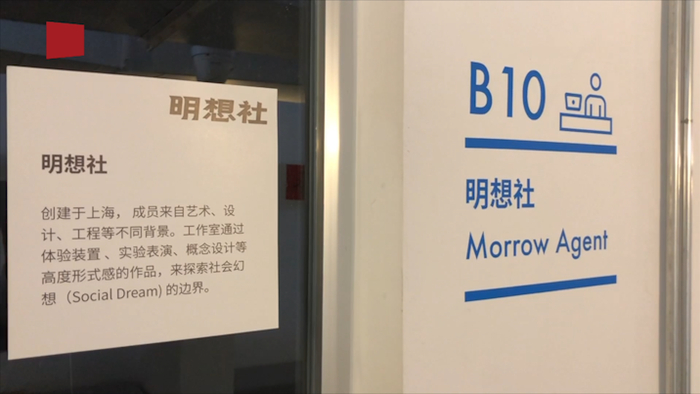 明想社
明想社
创建于上海，成员来自艺术、设
计、工程等不同背景。工作室通过
体验装置、实验表演、概念设计等
高度形式感的作品，来探索社会幻
想（Social Dream) 的边界。
B10
明想社
Morrow Agent